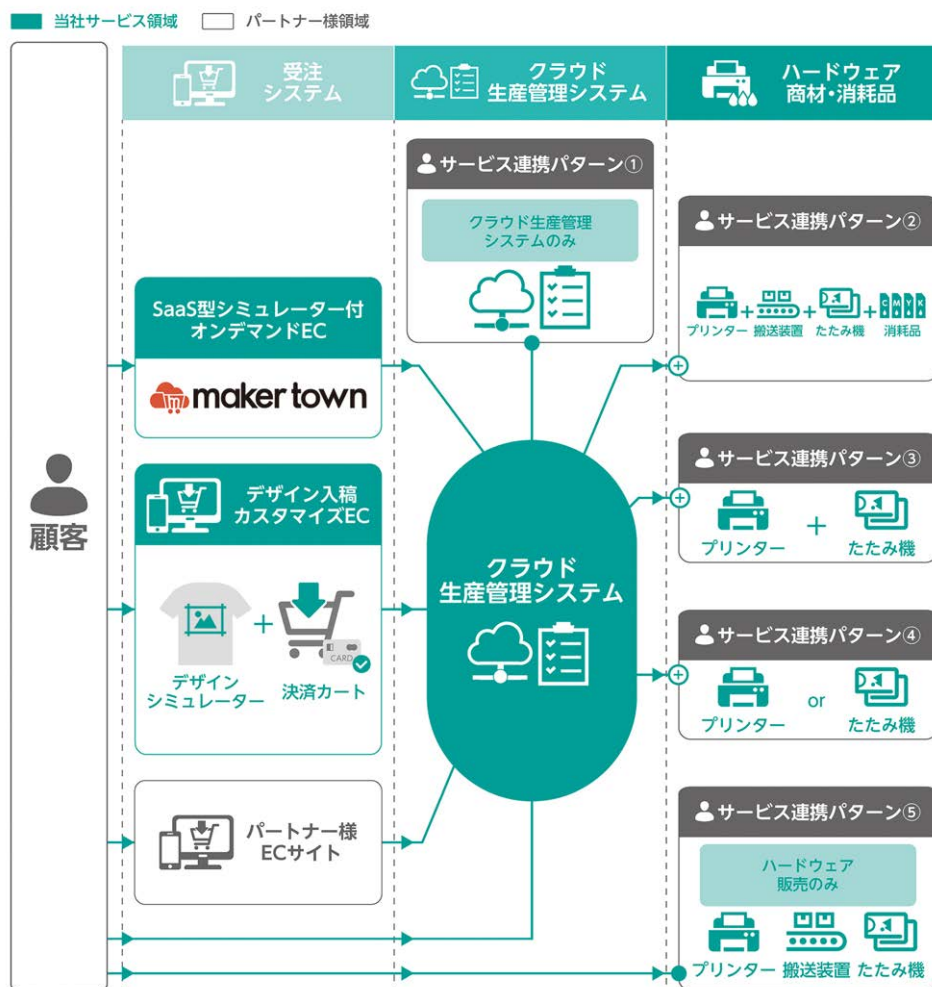 当社サービス領域
パートナー様領域
受注
システム
クラウド
生産管理システム
ハードウェア
商材・消耗品
顧客
SaaS型シミュレーター付
オンデマンドEC
maker town
デザイン入稿
カスタマイズEC
+
CARD
デザイン
シミュレーター
決済カート
パートナー様
ECサイト
サービス連携パターン①
クラウド生産管理
システムのみ
クラウド
生産管理システム
サービス連携パターン②
+ + +
C M Y K
プリンター 搬送装置 たたみ機 消耗品
サービス連携パターン③
+
プリンター たたみ機
サービス連携パターン④
or
プリンター たたみ機
サービス連携パターン⑤
ハードウェア
販売のみ
プリンター 搬送装置 たたみ機